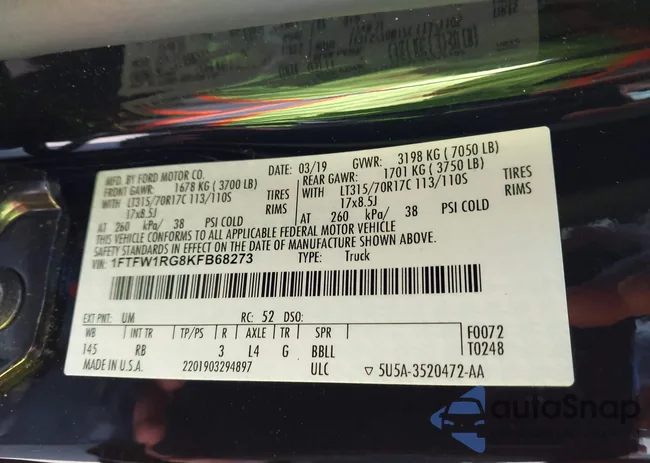 MFD. BY FORD MOTOR CO.
DATE: 03/19 GVWR: 3198 KG ( 7050 LB)
FRONT GAWR: 1678 KG ( 3700 LB) REAR GAWR: 1701 KG ( 3750 LB)
WITH LT315/70R17C 113/110S TIRES WITH LT315/70R17C 113/110S TIRES
17x8.5J RIMS 17x8.5J RIMS
AT 260 kPa/ 38 PSI COLD AT 260 kPa/ 38 PSI COLD
THIS VEHICLE CONFORMS TO ALL APPLICABLE FEDERAL MOTOR VEHICLE
SAFETY STANDARDS IN EFFECT ON THE DATE OF MANUFACTURE SHOWN ABOVE.
VIN: 1FTFW1RG8KFB68273 TYPE: Truck
EXT PNT: UM RC: 52 DSO:
WB INT TR TP/PS R AXLE TR SPR F0072
145 RB 3 L4 G BBLL T0248
MADE IN U.S.A. 2201903294897 ULC ▽ 5U5A-3520472-AA
autoSnap